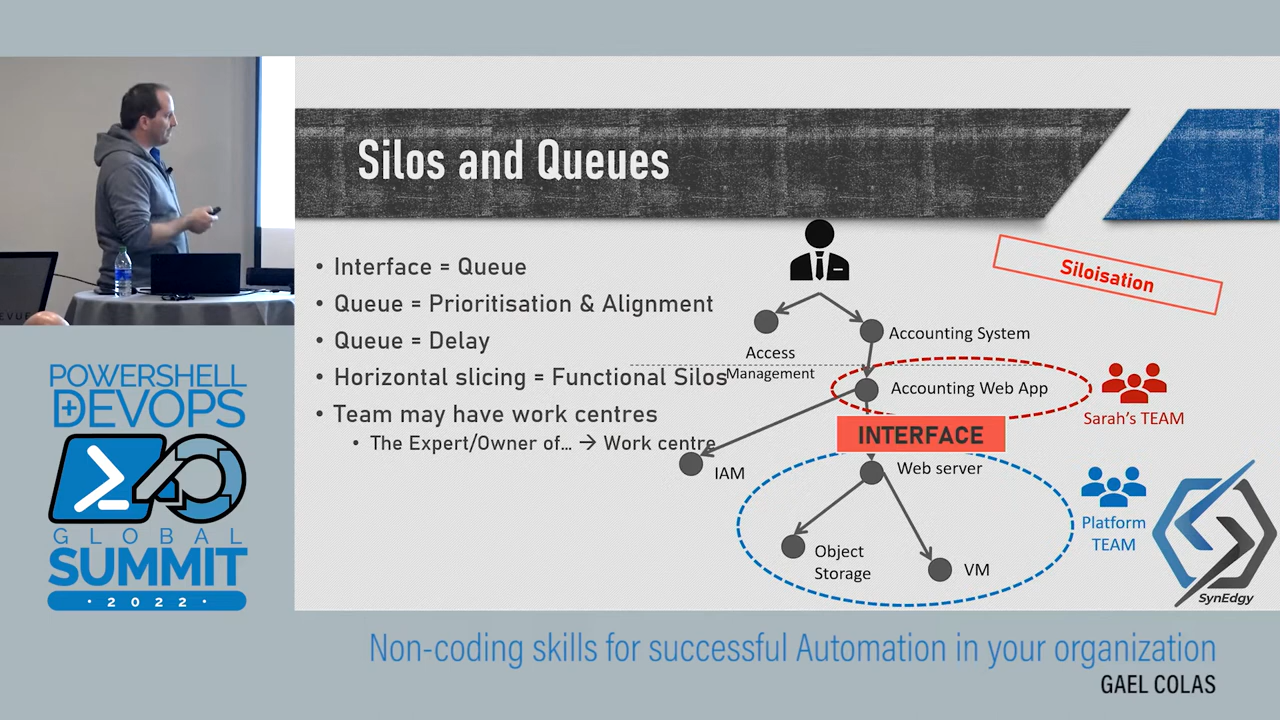 Silos and Queues
• Interface = Queue
• Queue = Prioritisation & Alignment
• Queue = Delay
• Horizontal slicing = Functional Silos
• Team may have work centres
• The Expert/Owner of... → Work centre
Siloisation
Accounting System
Access
Management
Accounting Web App
Sarah's TEAM
INTERFACE
IAM
Web server
Platform
TEAM
Object
Storage
VM
SynEdgy
EVUE
POWERSHELL
DEVOPS
GLOBAL
SUMMIT
· 2022 ·
Non-coding skills for successful Automation in your organization
GAEL COLAS